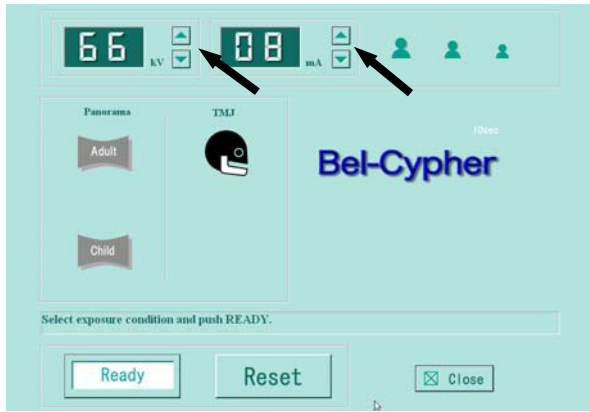 66 kV 08 mA
Panorama TMJ
Adult
10sec
Bel-Cypher
Child
Select exposure condition and push READY.
Ready Reset Close